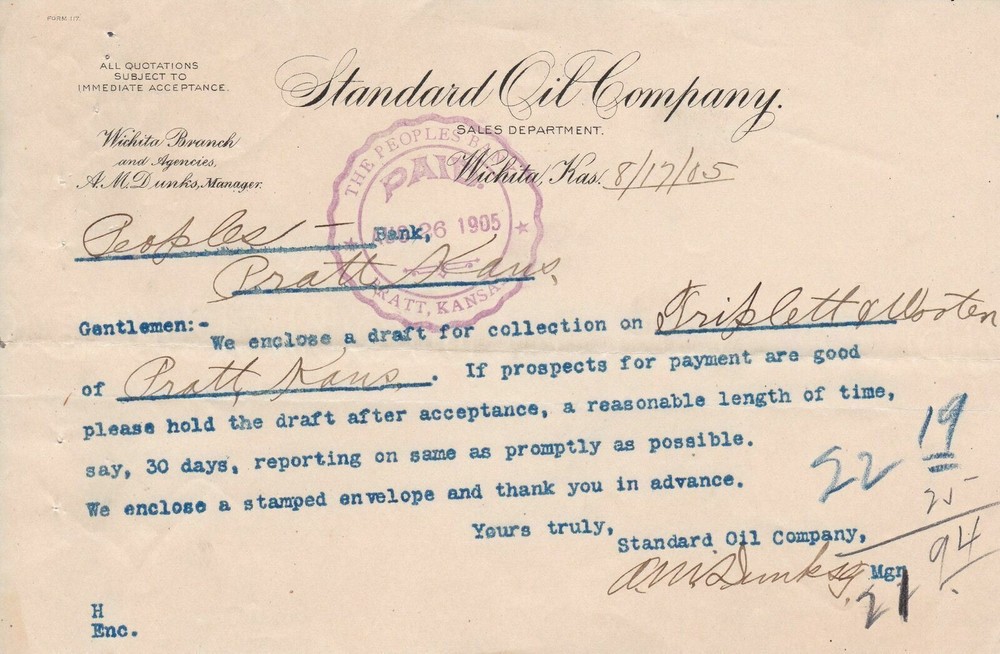 FORM 117.
ALL QUOTATIONS
SUBJECT TO
IMMEDIATE ACCEPTANCE.
Standard Oil Company.
SALES DEPARTMENT.
Wichita Branch
and Agencies,
A. M. Dunks, Manager.
Wichita, Kas. 8/17/05
THE PEOPLES BANK
PAID
AUG 26 1905
PRATT, KANSAS
Peoples — Bank,
Pratt, Kans,
Gentlemen:-
We enclose a draft for collection on Triplett & Wooten
of Pratt, Kans. If prospects for payment are good
please hold the draft after acceptance, a reasonable length of time,
say, 30 days, reporting on same as promptly as possible.
We enclose a stamped envelope and thank you in advance.
Yours truly,
Standard Oil Company,
A.M. Dunks Mgr
22 19
25
21 94
H
Enc.